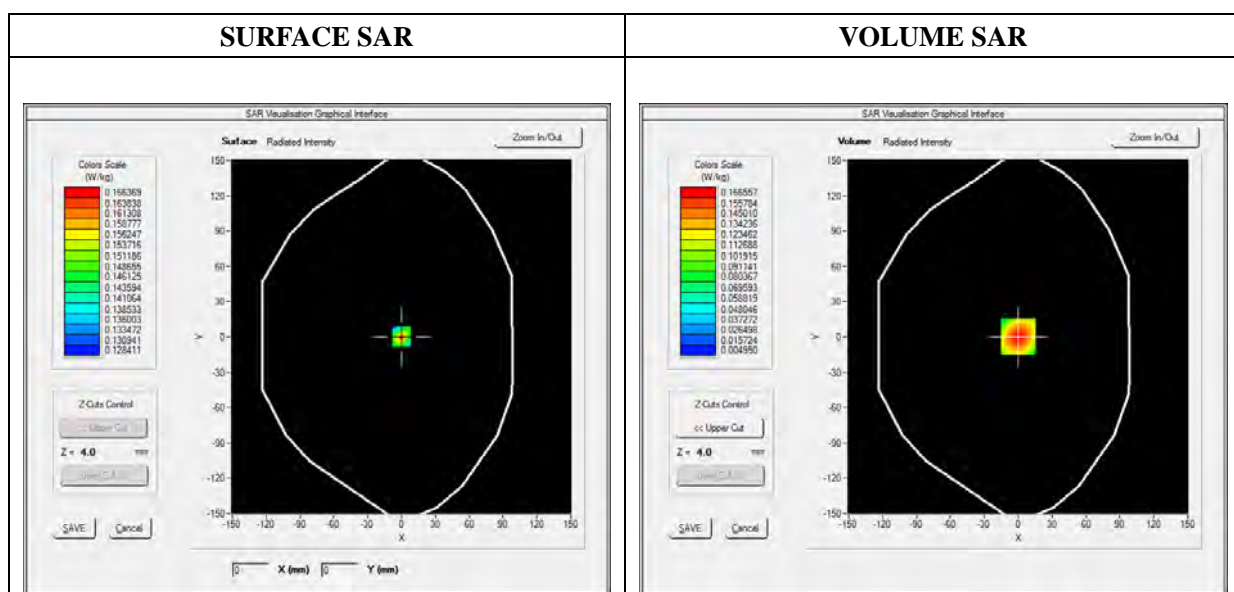 SURFACE SAR
VOLUME SAR
SAR Visualisation Graphical Interface
Surface Radiated Intensity
Zoom In/Out
Colors Scale
(W/kg)
0.166369
0.163838
0.161308
0.158777
0.156247
0.153716
0.151186
0.148655
0.146125
0.143594
0.141064
0.138533
0.136003
0.133472
0.130941
0.128411
150
120
90
60
30
0
-30
-60
-90
-120
-150
Y
-150 -120 -90 -60 -30 0 30 60 90 120 150
X
Z-Cuts Control
<< Upper Cut
Z = 4.0 mm
SAVE Cancel
0 X (mm) 0 Y (mm)
SAR Visualisation Graphical Interface
Volume Radiated Intensity
Zoom In/Out
Colors Scale
(W/kg)
0.166557
0.155784
0.145010
0.134236
0.123462
0.112688
0.101915
0.091141
0.080367
0.069593
0.058819
0.048046
0.037272
0.026498
0.015724
0.004950
150
120
90
60
30
0
-30
-60
-90
-120
-150
Y
-150 -120 -90 -60 -30 0 30 60 90 120 150
X
Z-Cuts Control
<< Upper Cut
Z = 4.0 mm
SAVE Cancel